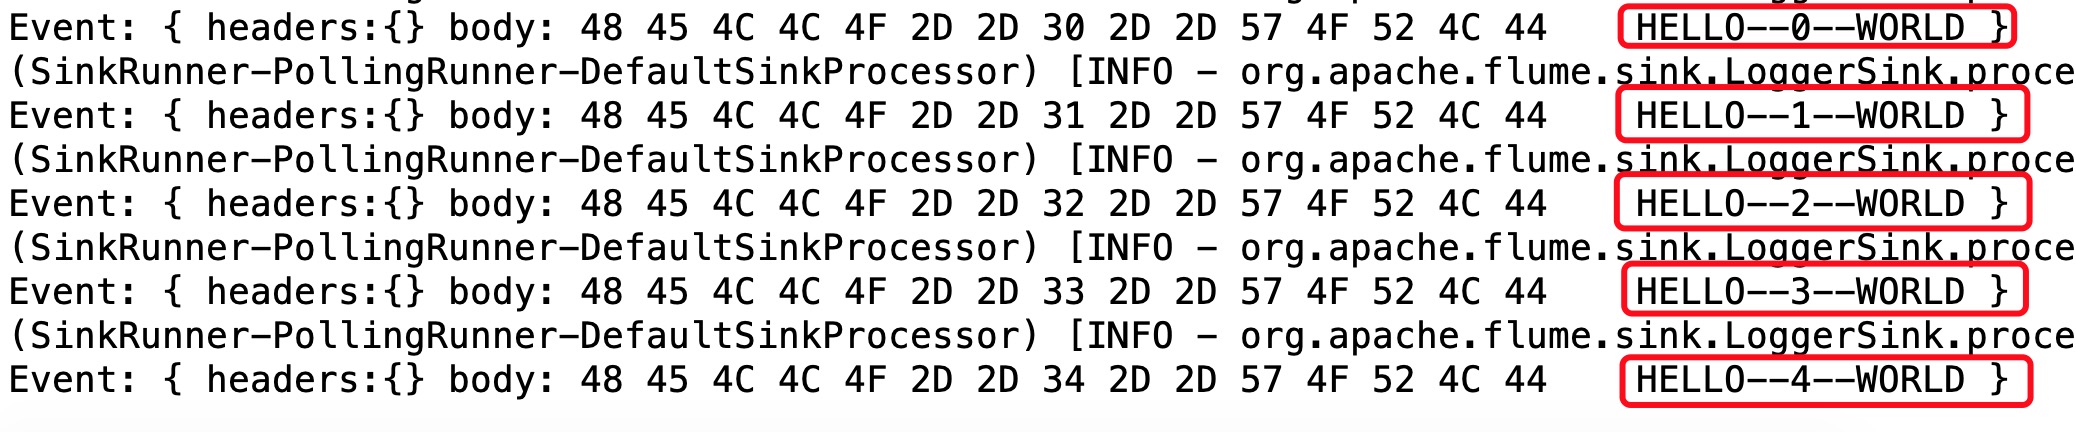 Event: { headers:{} body: 48 45 4C 4C 4F 2D 2D 30 2D 2D 57 4F 52 4C 44 HELLO--0--WORLD }
(SinkRunner-PollingRunner-DefaultSinkProcessor) [INFO - org.apache.flume.sink.LoggerSink.proce
Event: { headers:{} body: 48 45 4C 4C 4F 2D 2D 31 2D 2D 57 4F 52 4C 44 HELLO--1--WORLD }
(SinkRunner-PollingRunner-DefaultSinkProcessor) [INFO - org.apache.flume.sink.LoggerSink.proce
Event: { headers:{} body: 48 45 4C 4C 4F 2D 2D 32 2D 2D 57 4F 52 4C 44 HELLO--2--WORLD }
(SinkRunner-PollingRunner-DefaultSinkProcessor) [INFO - org.apache.flume.sink.LoggerSink.proce
Event: { headers:{} body: 48 45 4C 4C 4F 2D 2D 33 2D 2D 57 4F 52 4C 44 HELLO--3--WORLD }
(SinkRunner-PollingRunner-DefaultSinkProcessor) [INFO - org.apache.flume.sink.LoggerSink.proce
Event: { headers:{} body: 48 45 4C 4C 4F 2D 2D 34 2D 2D 57 4F 52 4C 44 HELLO--4--WORLD }